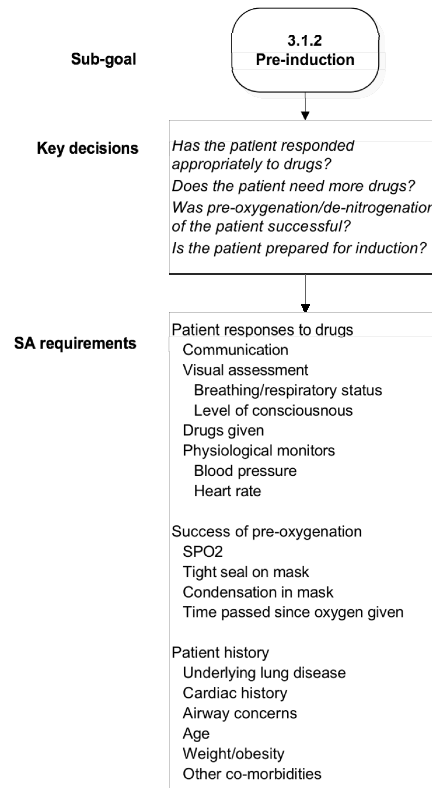 Sub-goal
3.1.2
Pre-induction
Key decisions
Has the patient responded
appropriately to drugs?
Does the patient need more drugs?
Was pre-oxygenation/de-nitrogenation
of the patient successful?
Is the patient prepared for induction?
SA requirements
Patient responses to drugs
Communication
Visual assessment
Breathing/respiratory status
Level of consciousnous
Drugs given
Physiological monitors
Blood pressure
Heart rate
Success of pre-oxygenation
SPO2
Tight seal on mask
Condensation in mask
Time passed since oxygen given
Patient history
Underlying lung disease
Cardiac history
Airway concerns
Age
Weight/obesity
Other co-morbidities